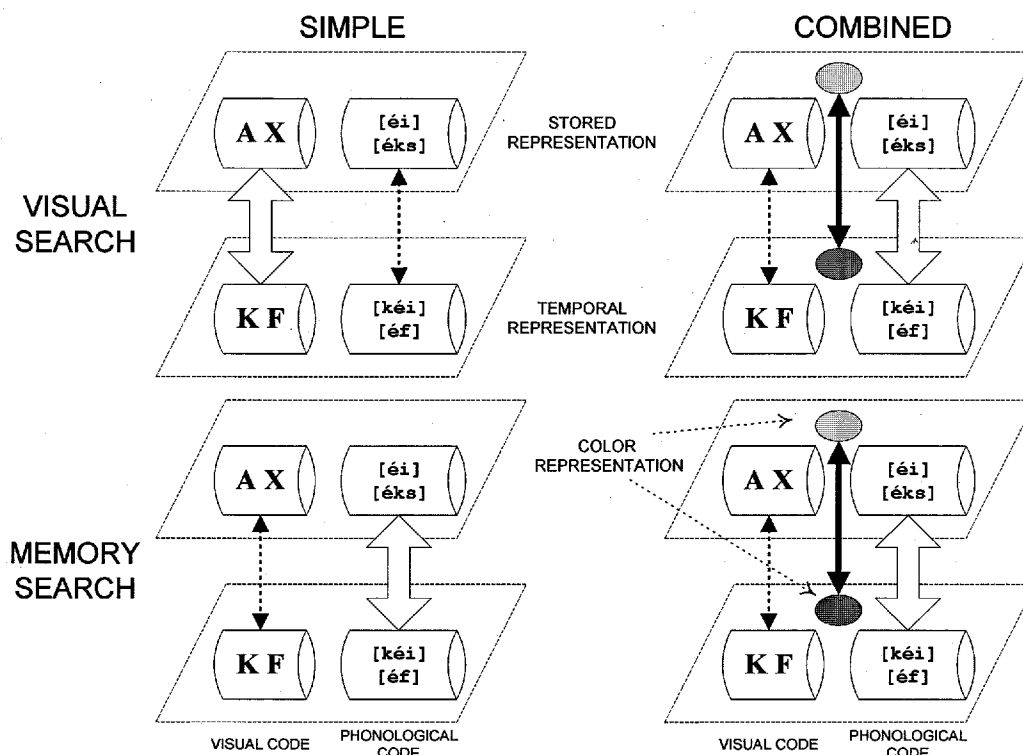 SIMPLE
COMBINED
VISUAL
SEARCH
A X
[éi]
[éks]
STORED
REPRESENTATION
A X
[éi]
[éks]
K F
[kéi]
[éf]
TEMPORAL
REPRESENTATION
K F
[kéi]
[éf]
MEMORY
SEARCH
A X
[éi]
[éks]
COLOR
REPRESENTATION
A X
[éi]
[éks]
K F
[kéi]
[éf]
K F
[kéi]
[éf]
VISUAL CODE
PHONOLOGICAL
CODE
VISUAL CODE
PHONOLOGICAL
CODE